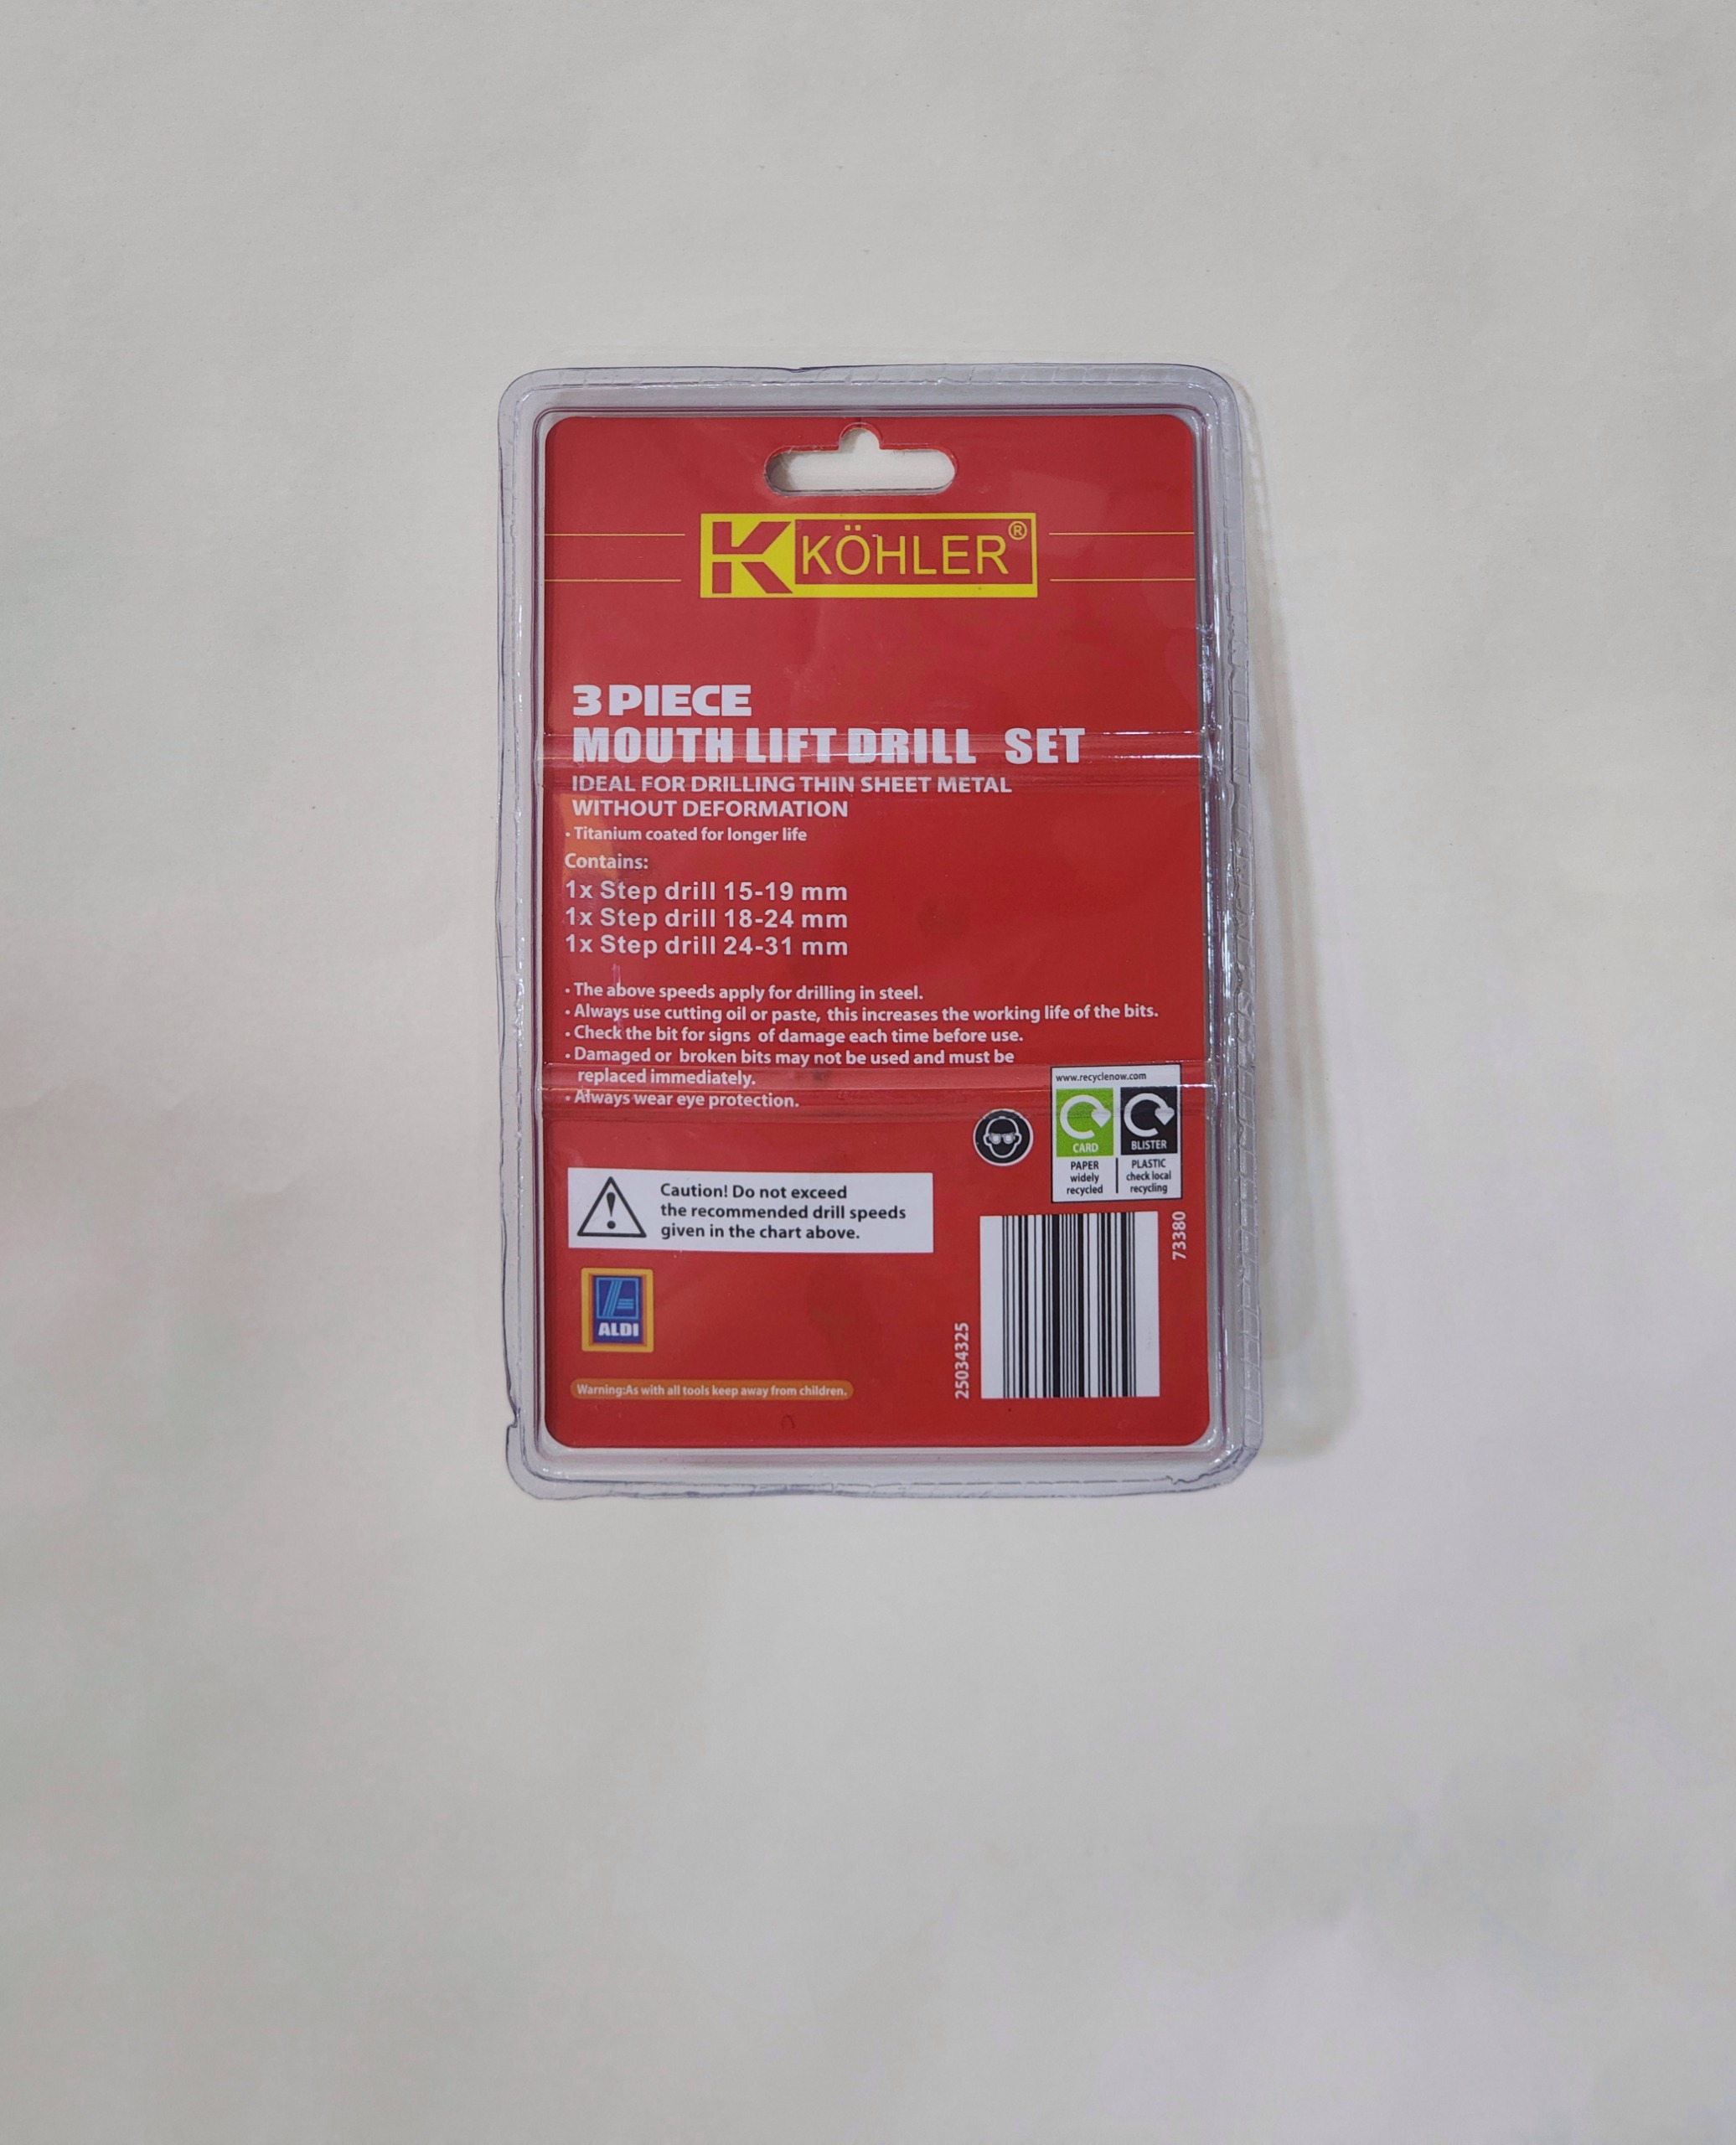 K KÖHLER®
3 PIECE
MOUTH LIFT DRILL SET
IDEAL FOR DRILLING THIN SHEET METAL
WITHOUT DEFORMATION
• Titanium coated for longer life
Contains:
1x Step drill 15-19 mm
1x Step drill 18-24 mm
1x Step drill 24-31 mm
• The above speeds apply for drilling in steel.
• Always use cutting oil or paste, this increases the working life of the bits.
• Check the bit for signs of damage each time before use.
• Damaged or broken bits may not be used and must be
replaced immediately.
• Always wear eye protection.
www.recyclenow.com
CARD
PAPER
widely
recycled
BLISTER
PLASTIC
check local
recycling
Caution! Do not exceed
the recommended drill speeds
given in the chart above.
73380
25034325
ALDI
Warning:As with all tools keep away from children.